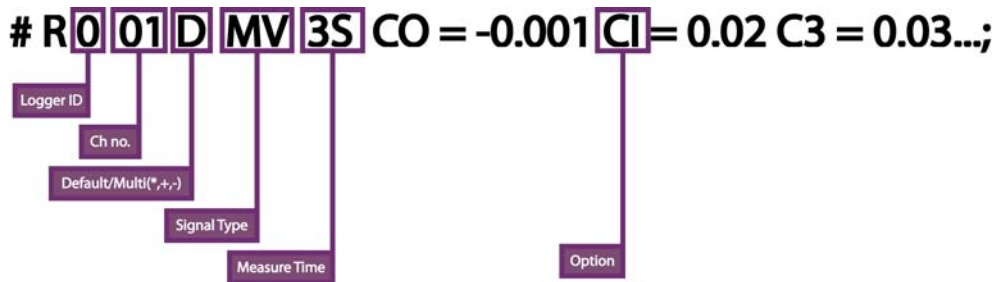 # R 0 01 D MV 3S CO = -0.001 CI = 0.02 C3 = 0.03...;
Logger ID
Ch no.
Default/Multi(*,+,-)
Signal Type
Measure Time
Option